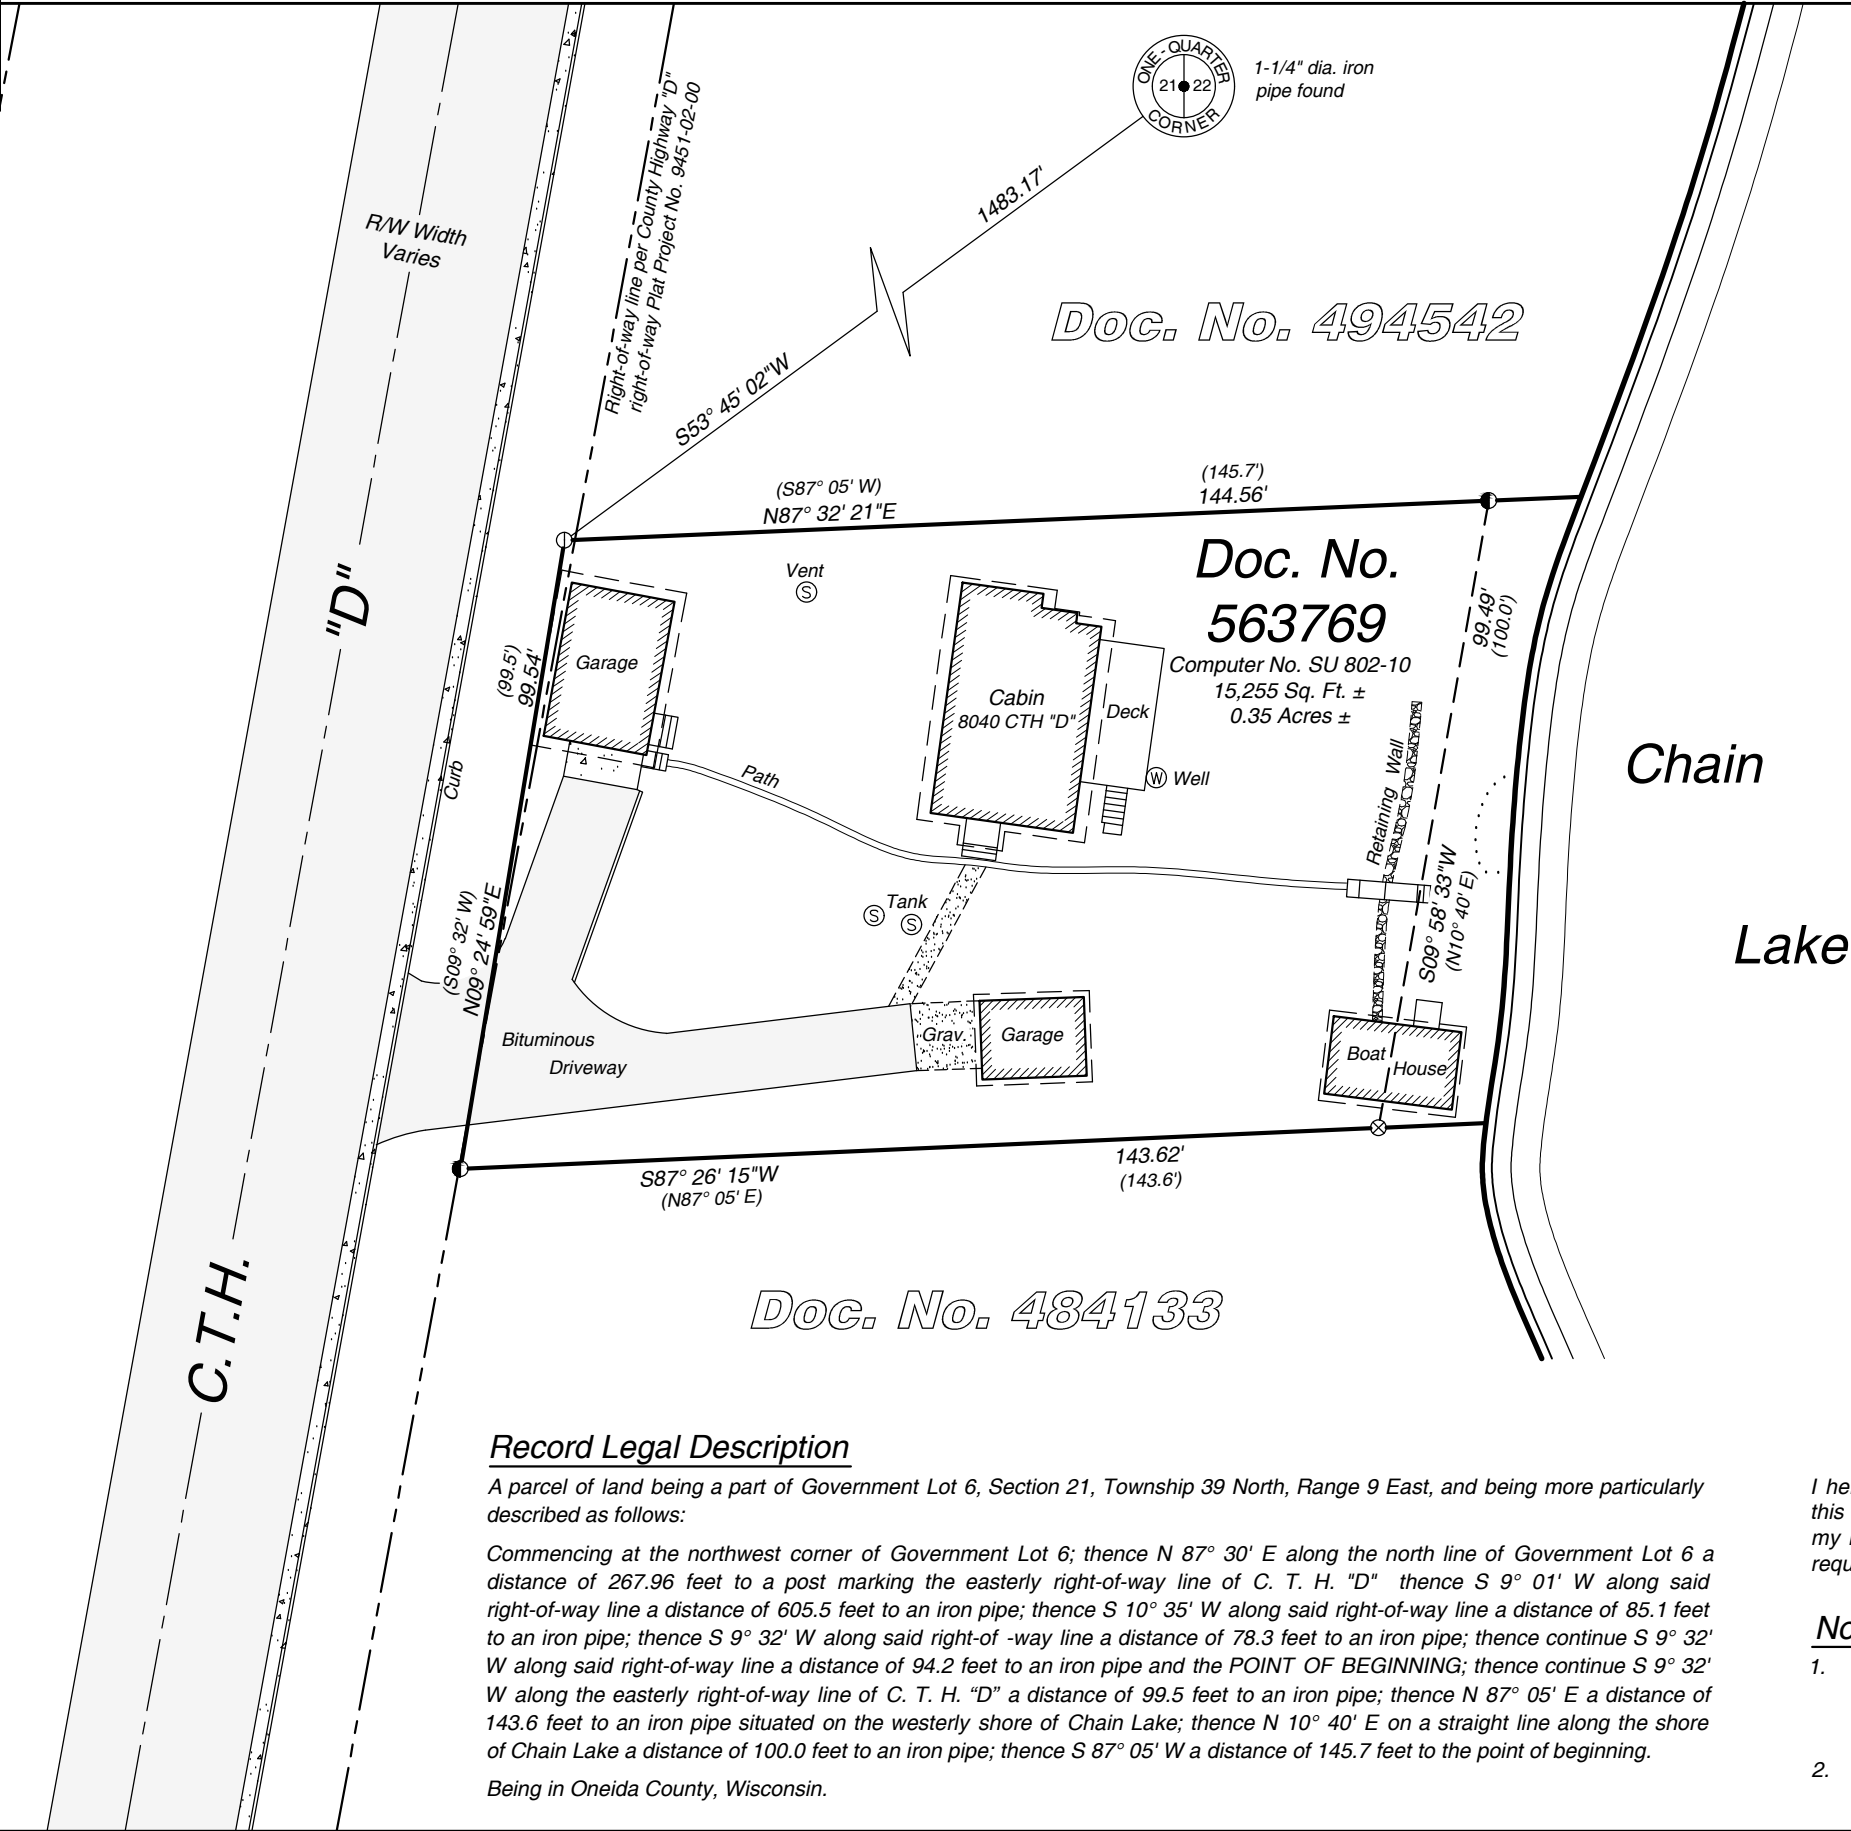 ONE - QUARTER
21 22
CORNER
1-1/4" dia. iron
pipe found
1483.17'
S53° 45' 02"W
Right-of-way line per County Highway "D"
right-of-way Plat Project No. 9451-02-00
R/W Width
Varies
Doc. No. 494542
(S87° 05' W)
N87° 32' 21"E
(145.7')
144.56'
"D"
C.T.H.
Curb
(99.5')
99.54'
(S09° 32' W)
N09° 24' 59"E
Garage
Vent
S
Cabin
8040 CTH "D"
Deck
W Well
Path
Doc. No.
563769
Computer No. SU 802-10
15,255 Sq. Ft. ±
0.35 Acres ±
99.49'
(100.0')
Retaining Wall
S09° 58' 33"W
(N10° 40' E)
Chain
Lake
Tank
S
S
Bituminous
Driveway
Grav.
Garage
Boat
House
S87° 26' 15"W
(N87° 05' E)
143.62'
(143.6')
Doc. No. 484133
Record Legal Description
A parcel of land being a part of Government Lot 6, Section 21, Township 39 North, Range 9 East, and being more particularly
described as follows:
Commencing at the northwest corner of Government Lot 6; thence N 87° 30' E along the north line of Government Lot 6 a
distance of 267.96 feet to a post marking the easterly right-of-way line of C. T. H. "D" thence S 9° 01' W along said
right-of-way line a distance of 605.5 feet to an iron pipe; thence S 10° 35' W along said right-of-way line a distance of 85.1 feet
to an iron pipe; thence S 9° 32' W along said right-of -way line a distance of 78.3 feet to an iron pipe; thence continue S 9° 32'
W along said right-of-way line a distance of 94.2 feet to an iron pipe and the POINT OF BEGINNING; thence continue S 9° 32'
W along the easterly right-of-way line of C. T. H. “D” a distance of 99.5 feet to an iron pipe; thence N 87° 05' E a distance of
143.6 feet to an iron pipe situated on the westerly shore of Chain Lake; thence N 10° 40' E on a straight line along the shore
of Chain Lake a distance of 100.0 feet to an iron pipe; thence S 87° 05' W a distance of 145.7 feet to the point of beginning.
Being in Oneida County, Wisconsin.
I
this
my
1.
2.